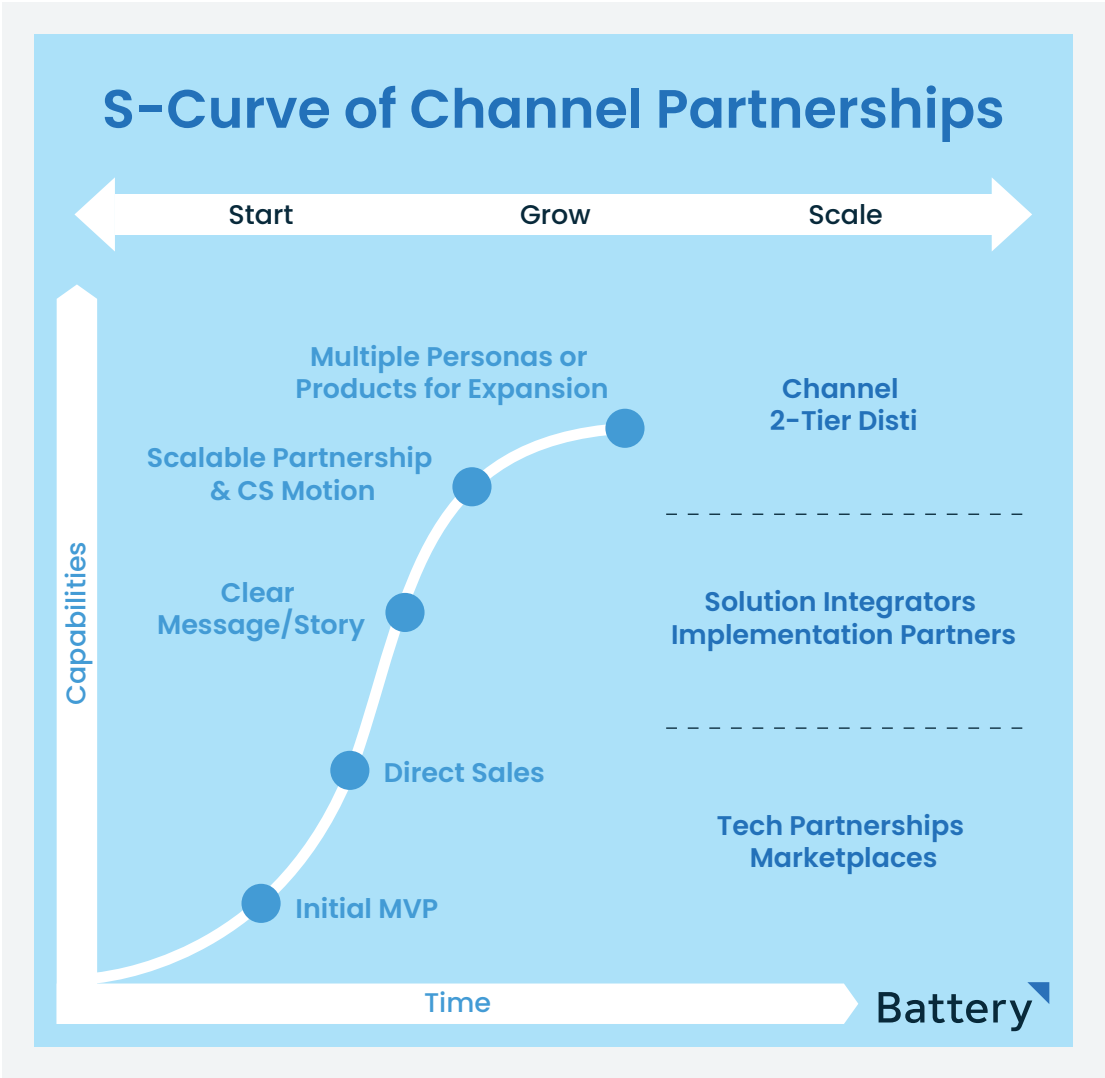 S-Curve of Channel Partnerships
Start
Grow
Scale
Multiple Personas or
Products for Expansion
Channel
2-Tier Disti
Scalable Partnership
& CS Motion
Clear
Message/Story
Solution Integrators
Implementation Partners
Capabilities
Direct Sales
Tech Partnerships
Marketplaces
Initial MVP
Time
Battery